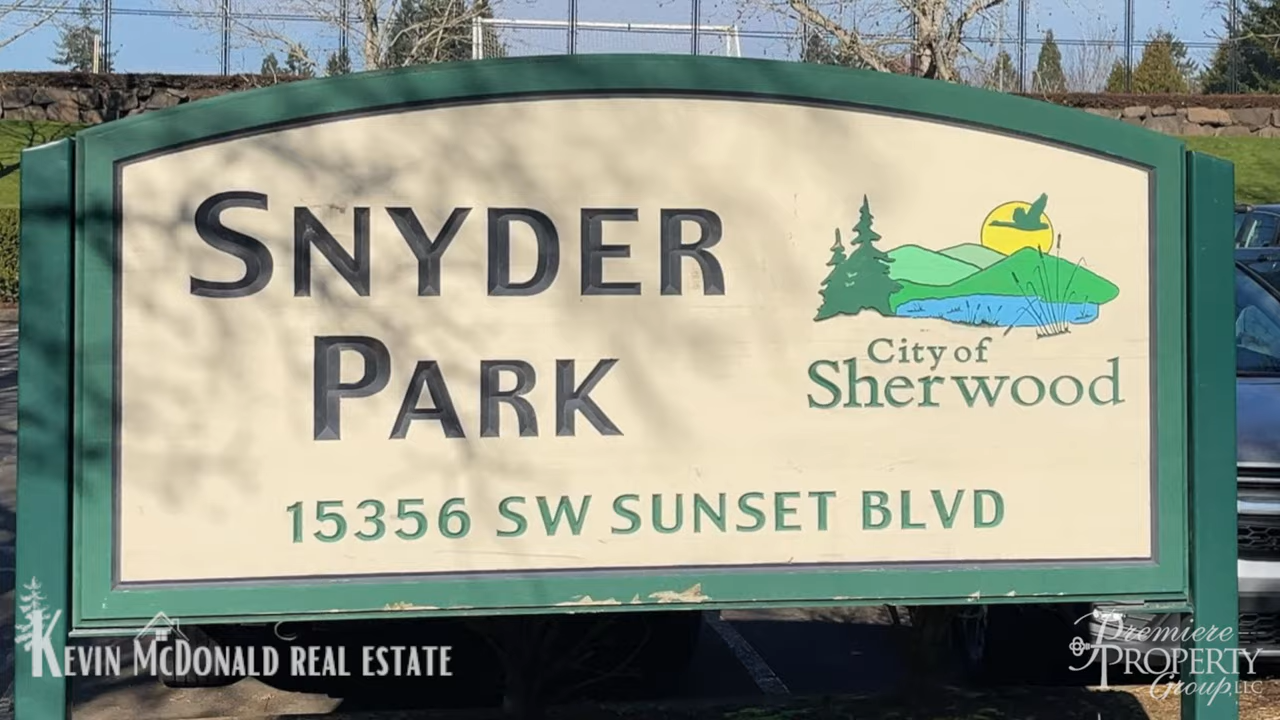 SNYDER
PARK
City of
Sherwood
15356 SW SUNSET BLVD
KEVIN MCDONALD REAL ESTATE
Premiere
PROPERTY
Group, LLC